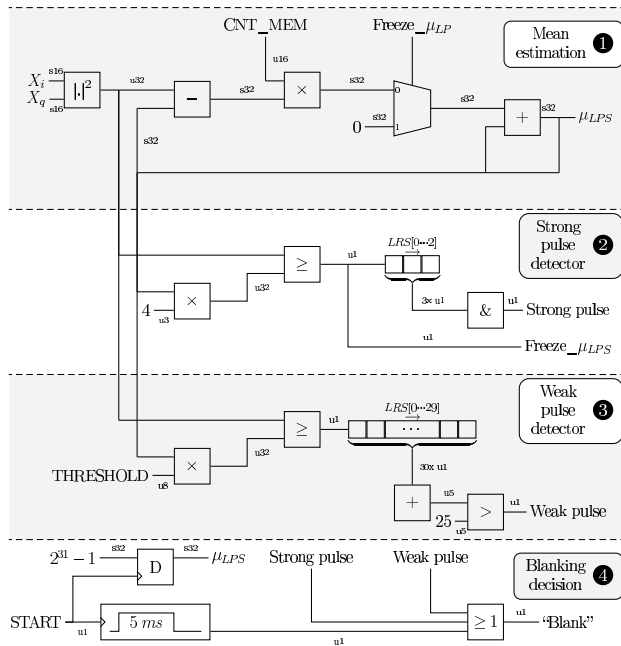 CNT_MEM
Freeze_μLP
Mean
estimation ❶
u16
s16
Xi
Xq
s16
|.|²
u32
−
s32
×
s32
0
1
0
s32
s32
+
s32
μLPS
s32
Strong
pulse ❷
detector
LRS[0···2]
→
≥
u1
u32
4
u3
×
3x u1
&
u1
Strong pulse
u1
Freeze_μLPS
Weak
pulse ❸
detector
LRS[0···29]
→
≥
u1
···
u32
THRESHOLD
u8
×
30x u1
+
u5
25
u5
>
u1
Weak pulse
2³¹ − 1
s32
D
s32
μLPS
Strong pulse
Weak pulse
Blanking
decision ❹
START
u1
5 ms
u1
≥ 1
u1
“Blank”